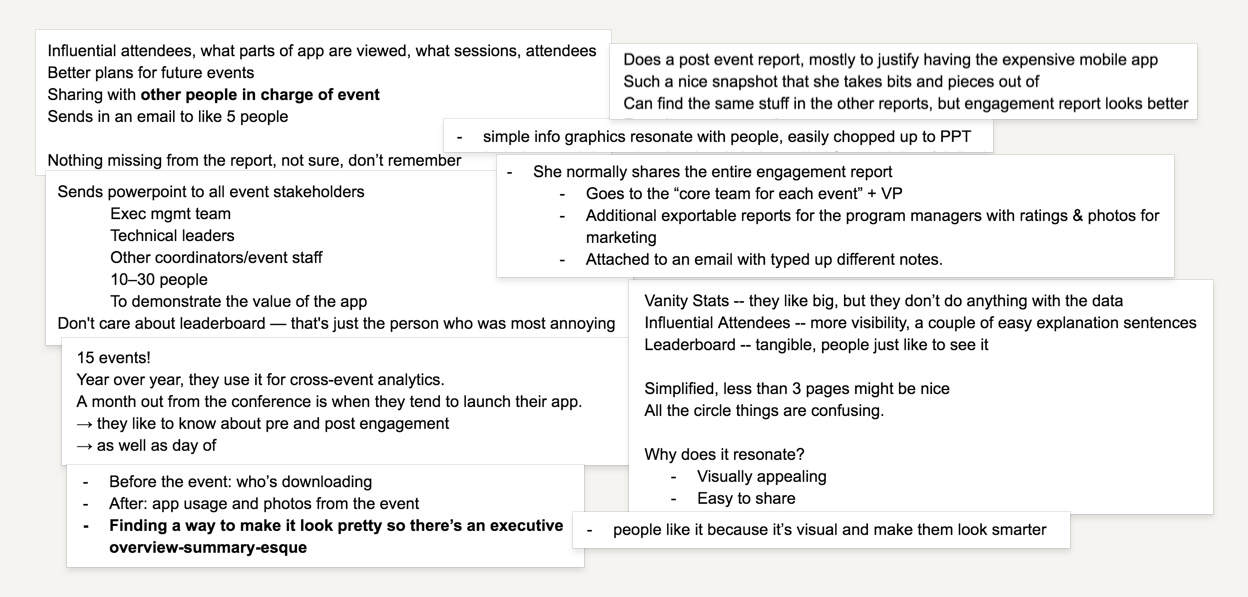 Influential attendees, what parts of app are viewed, what sessions, attendees
Better plans for future events
Sharing with other people in charge of event
Sends in an email to like 5 people
Nothing missing from the report, not sure, don’t remember
Does a post event report, mostly to justify having the expensive mobile app
Such a nice snapshot that she takes bits and pieces out of
Can find the same stuff in the other reports, but engagement report looks better
- simple info graphics resonate with people, easily chopped up to PPT
Sends powerpoint to all event stakeholders
Exec mgmt team
Technical leaders
Other coordinators/event staff
10–30 people
To demonstrate the value of the app
Don't care about leaderboard — that's just the person who was most annoying
- She normally shares the entire engagement report
- Goes to the “core team for each event” + VP
- Additional exportable reports for the program managers with ratings & photos for
marketing
- Attached to an email with typed up different notes.
15 events!
Year over year, they use it for cross-event analytics.
A month out from the conference is when they tend to launch their app.
→ they like to know about pre and post engagement
→ as well as day of
Vanity Stats -- they like big, but they don’t do anything with the data
Influential Attendees -- more visibility, a couple of easy explanation sentences
Leaderboard -- tangible, people just like to see it
Simplified, less than 3 pages might be nice
All the circle things are confusing.
Why does it resonate?
- Visually appealing
- Easy to share
- Before the event: who’s downloading
- After: app usage and photos from the event
- Finding a way to make it look pretty so there’s an executive
overview-summary-esque
- people like it because it’s visual and make them look smarter